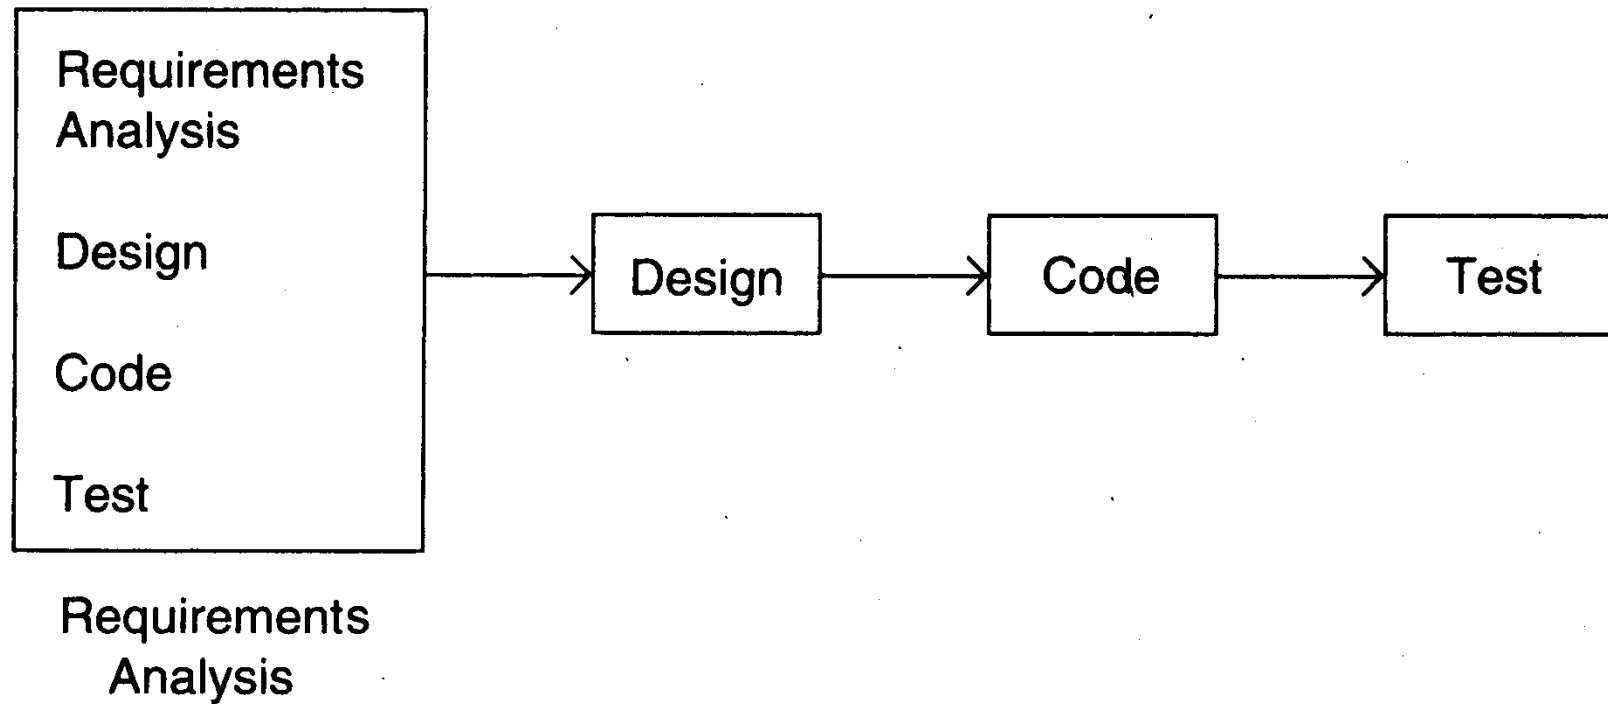 Requirements
Analysis
Design
Code
Test
Requirements
Analysis
Design
Code
Test